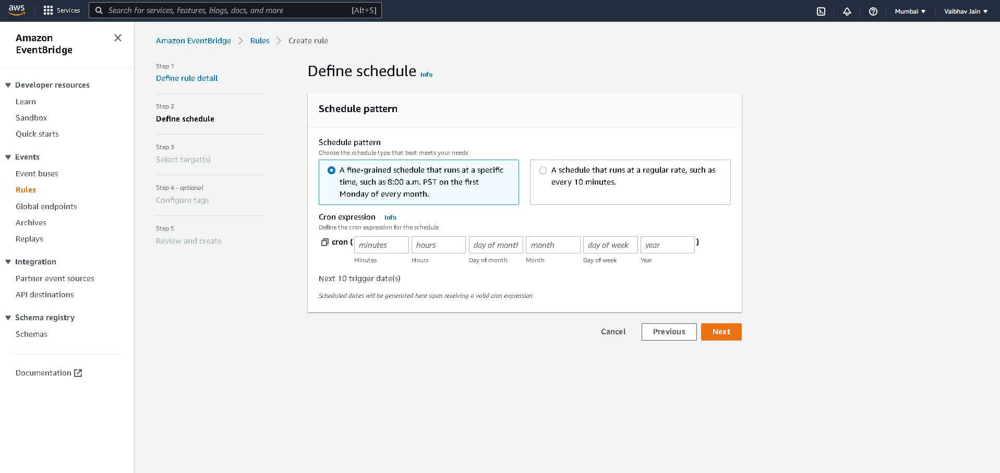 aws
Services
Search for services, features, blogs, docs, and more
[Alt+S]
Mumbai
Vaibhav Jain
Amazon
EventBridge
Developer resources
Learn
Sandbox
Quick starts
Events
Event buses
Rules
Global endpoints
Archives
Replays
Integration
Partner event sources
API destinations
Schema registry
Schemas
Documentation
Amazon EventBridge
Rules
Create rule
Step 1
Define rule detail
Step 2
Define schedule
Step 3
Select target(s)
Step 4 - optional
Configure tags
Step 5
Review and create
Define schedule Info
Schedule pattern
Schedule pattern
Choose the schedule type that best meets your needs.
A fine-grained schedule that runs at a specific
time, such as 8:00 a.m. PST on the first
Monday of every month.
A schedule that runs at a regular rate, such as
every 10 minutes.
Cron expression Info
Define the cron expression for the schedule
cron ( minutes hours day of month month day of week year )
Minutes Hours Day of month Month Day of week Year
Next 10 trigger date(s)
Scheduled dates will be generated here upon receiving a valid cron expression
Cancel
Previous
Next